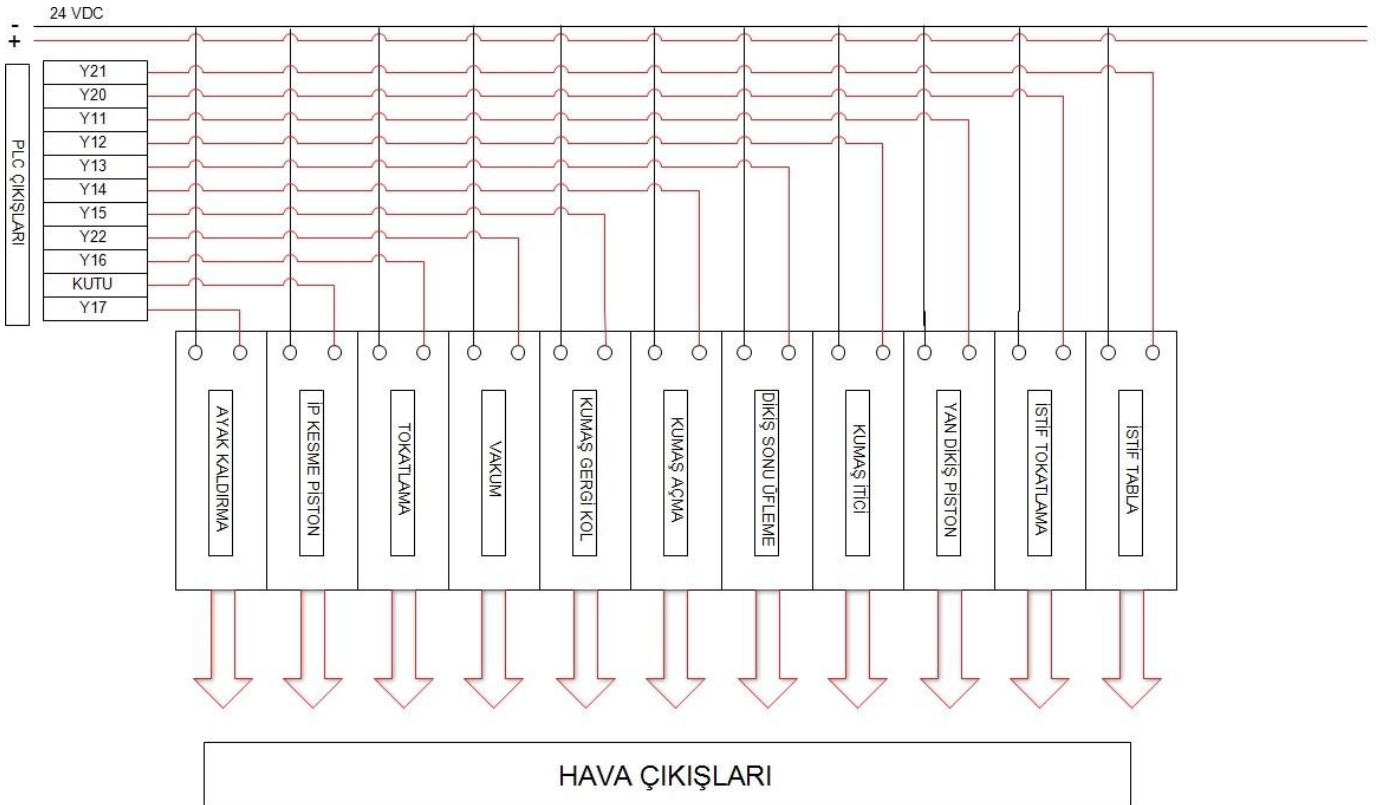 24 VDC
-
+
PLC ÇIKIŞLARI
Y21
Y20
Y11
Y12
Y13
Y14
Y15
Y22
Y16
KUTU
Y17
AYAK KALDIRMA
İP KESME PİSTON
TOKATLAMA
VAKUM
KUMAŞ GERGİ KOL
KUMAŞ AÇMA
DİKİŞ SONU ÜFLEME
KUMAŞ İTİCİ
YAN DİKİŞ PİSTON
İSTİF TOKATLAMA
İSTİF TABLA
HAVA ÇIKIŞLARI